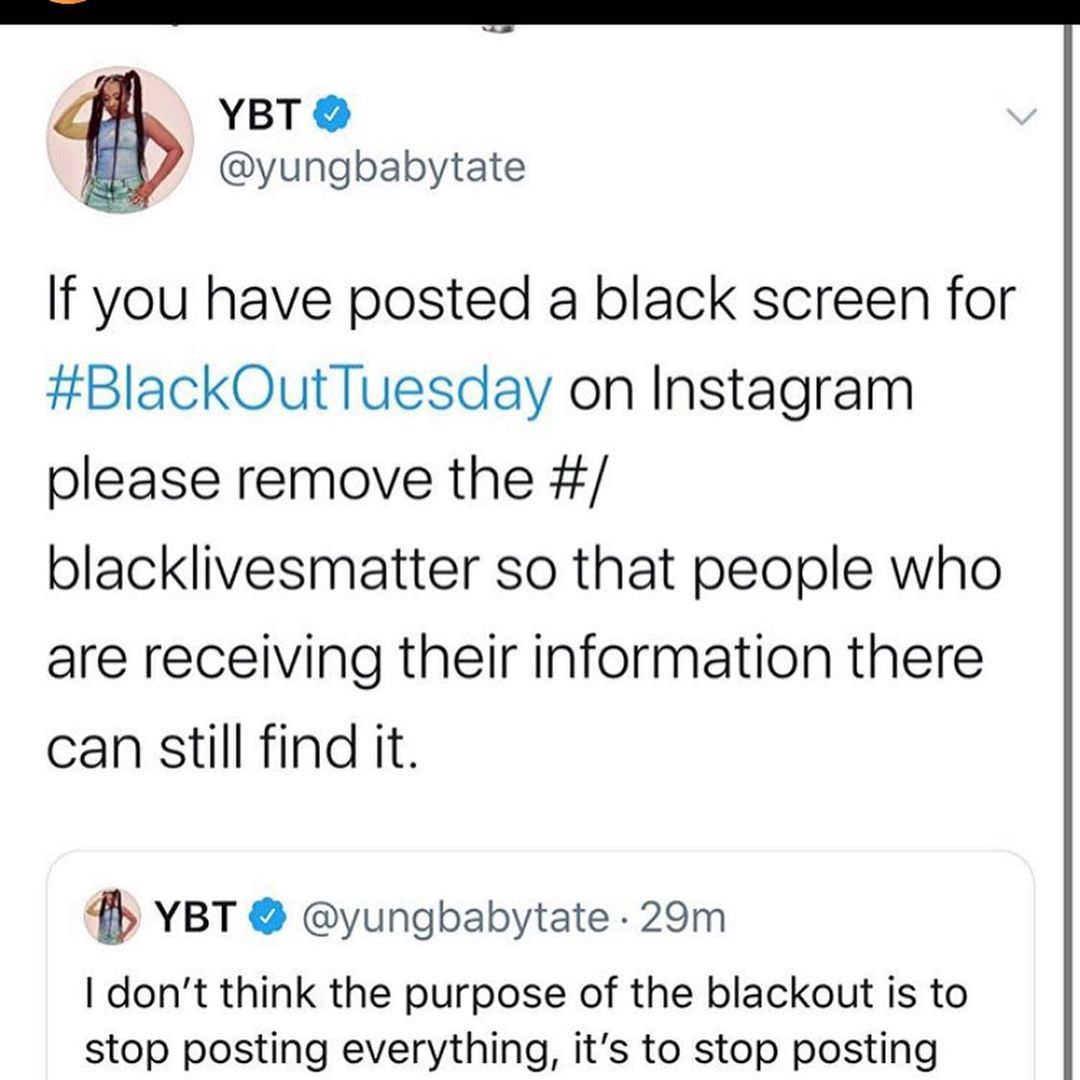 YBT
@yungbabytate
If you have posted a black screen for
#BlackOutTuesday on Instagram
please remove the #/
blacklivesmatter so that people who
are receiving their information there
can still find it.
YBT @yungbabytate · 29m
I don’t think the purpose of the blackout is to
stop posting everything, it’s to stop posting